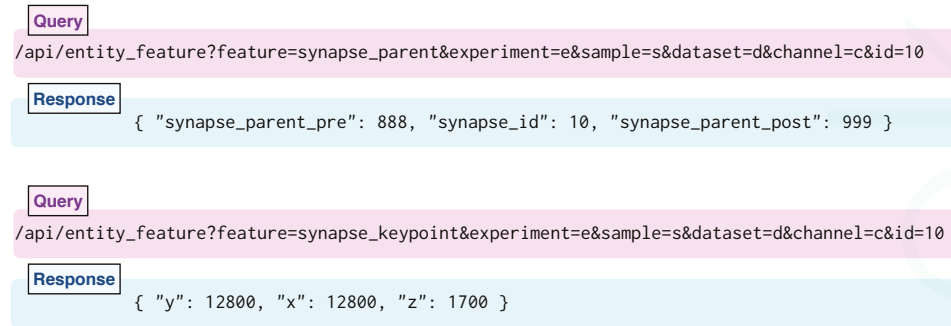 Query
/api/entity_feature?feature=synapse_parent&experiment=e&sample=s&dataset=d&channel=c&id=10
Response
{ "synapse_parent_pre": 888, "synapse_id": 10, "synapse_parent_post": 999 }
Query
/api/entity_feature?feature=synapse_keypoint&experiment=e&sample=s&dataset=d&channel=c&id=10
Response
{ "y": 12800, "x": 12800, "z": 1700 }